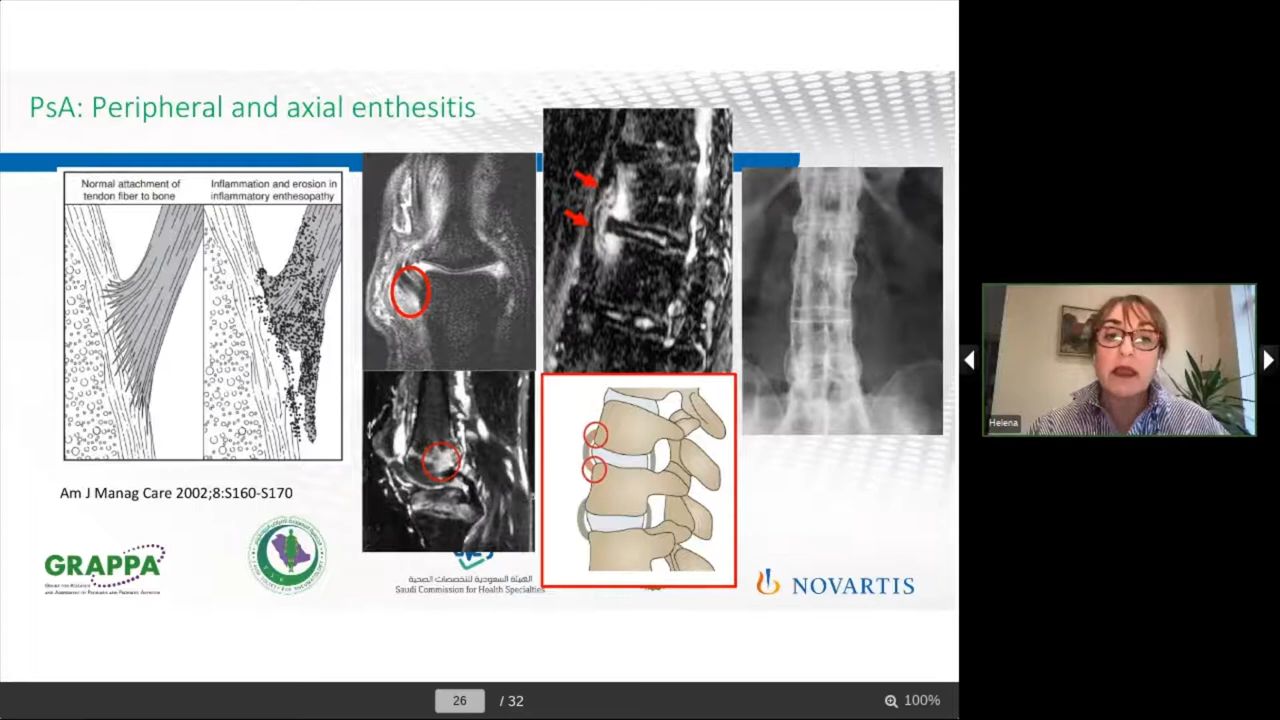 PsA: Peripheral and axial enthesitis
Normal attachment of
tendon fiber to bone
Inflammation and erosion in
inflammatory enthesopathy
Am J Manag Care 2002;8:S160-S170
GRAPPA
الهيئة السعودية للتخصصات الصحية
Saudi Commission for Health Specialties
NOVARTIS
Helena
26 / 32
100%